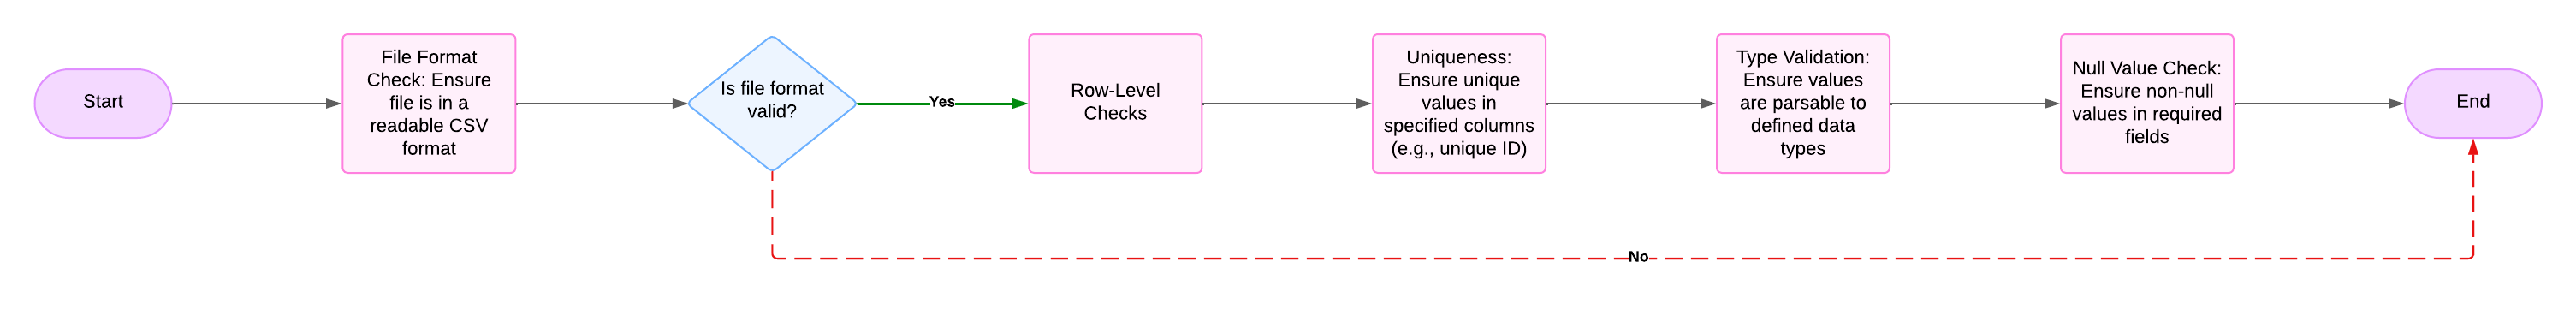 Start
File Format
Check: Ensure
file is in a
readable CSV
format
Is file format
valid?
Yes
Row-Level
Checks
Uniqueness:
Ensure unique
values in
specified columns
(e.g., unique ID)
Type Validation:
Ensure values
are parsable to
defined data
types
Null Value Check:
Ensure non-null
values in required
fields
End
No